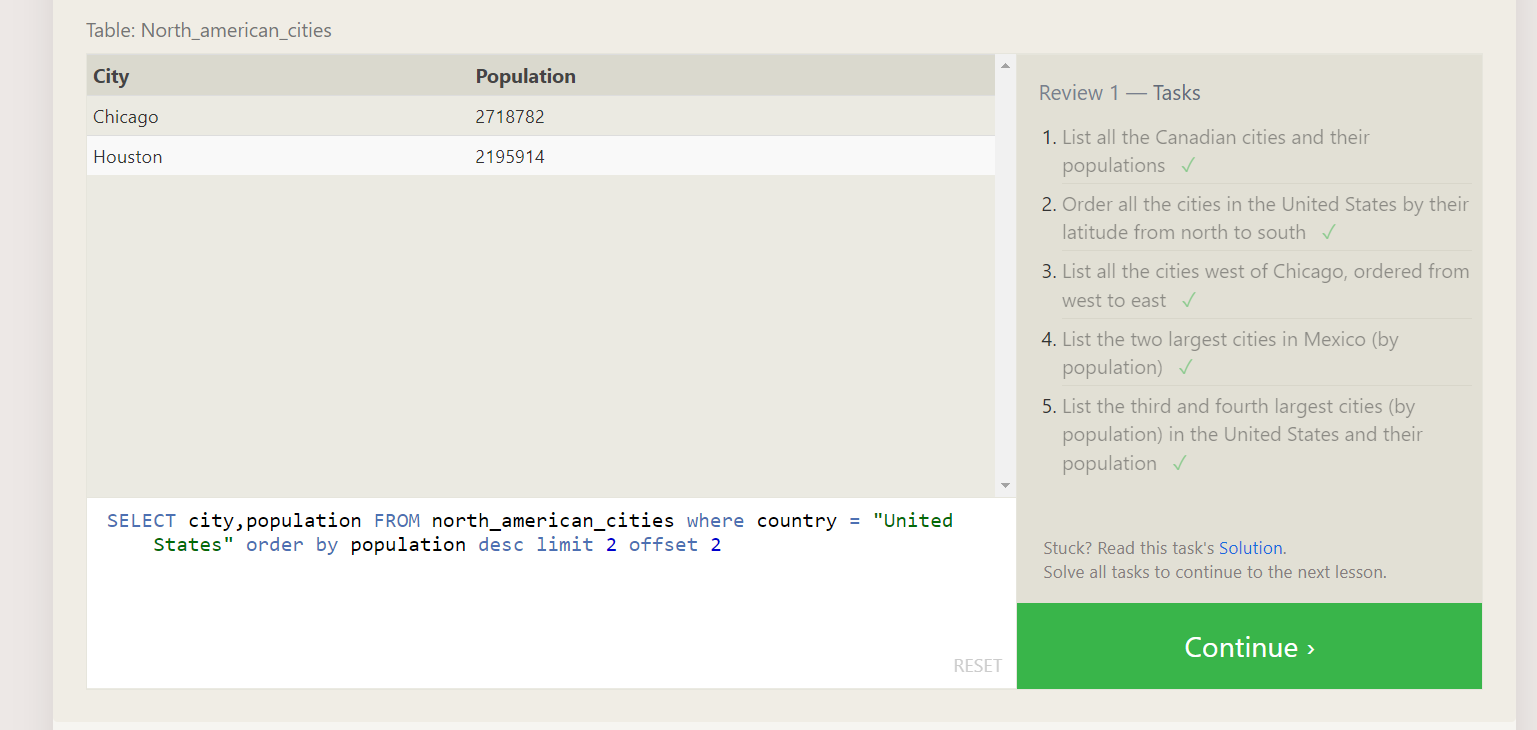 Table: North_american_cities
City Population
Chicago 2718782
Houston 2195914
SELECT city,population FROM north_american_cities where country = "United
States" order by population desc limit 2 offset 2
RESET
Review 1 — Tasks
1. List all the Canadian cities and their
populations ✓
2. Order all the cities in the United States by their
latitude from north to south ✓
3. List all the cities west of Chicago, ordered from
west to east ✓
4. List the two largest cities in Mexico (by
population) ✓
5. List the third and fourth largest cities (by
population) in the United States and their
population ✓
Stuck? Read this task's Solution.
Solve all tasks to continue to the next lesson.
Continue ›